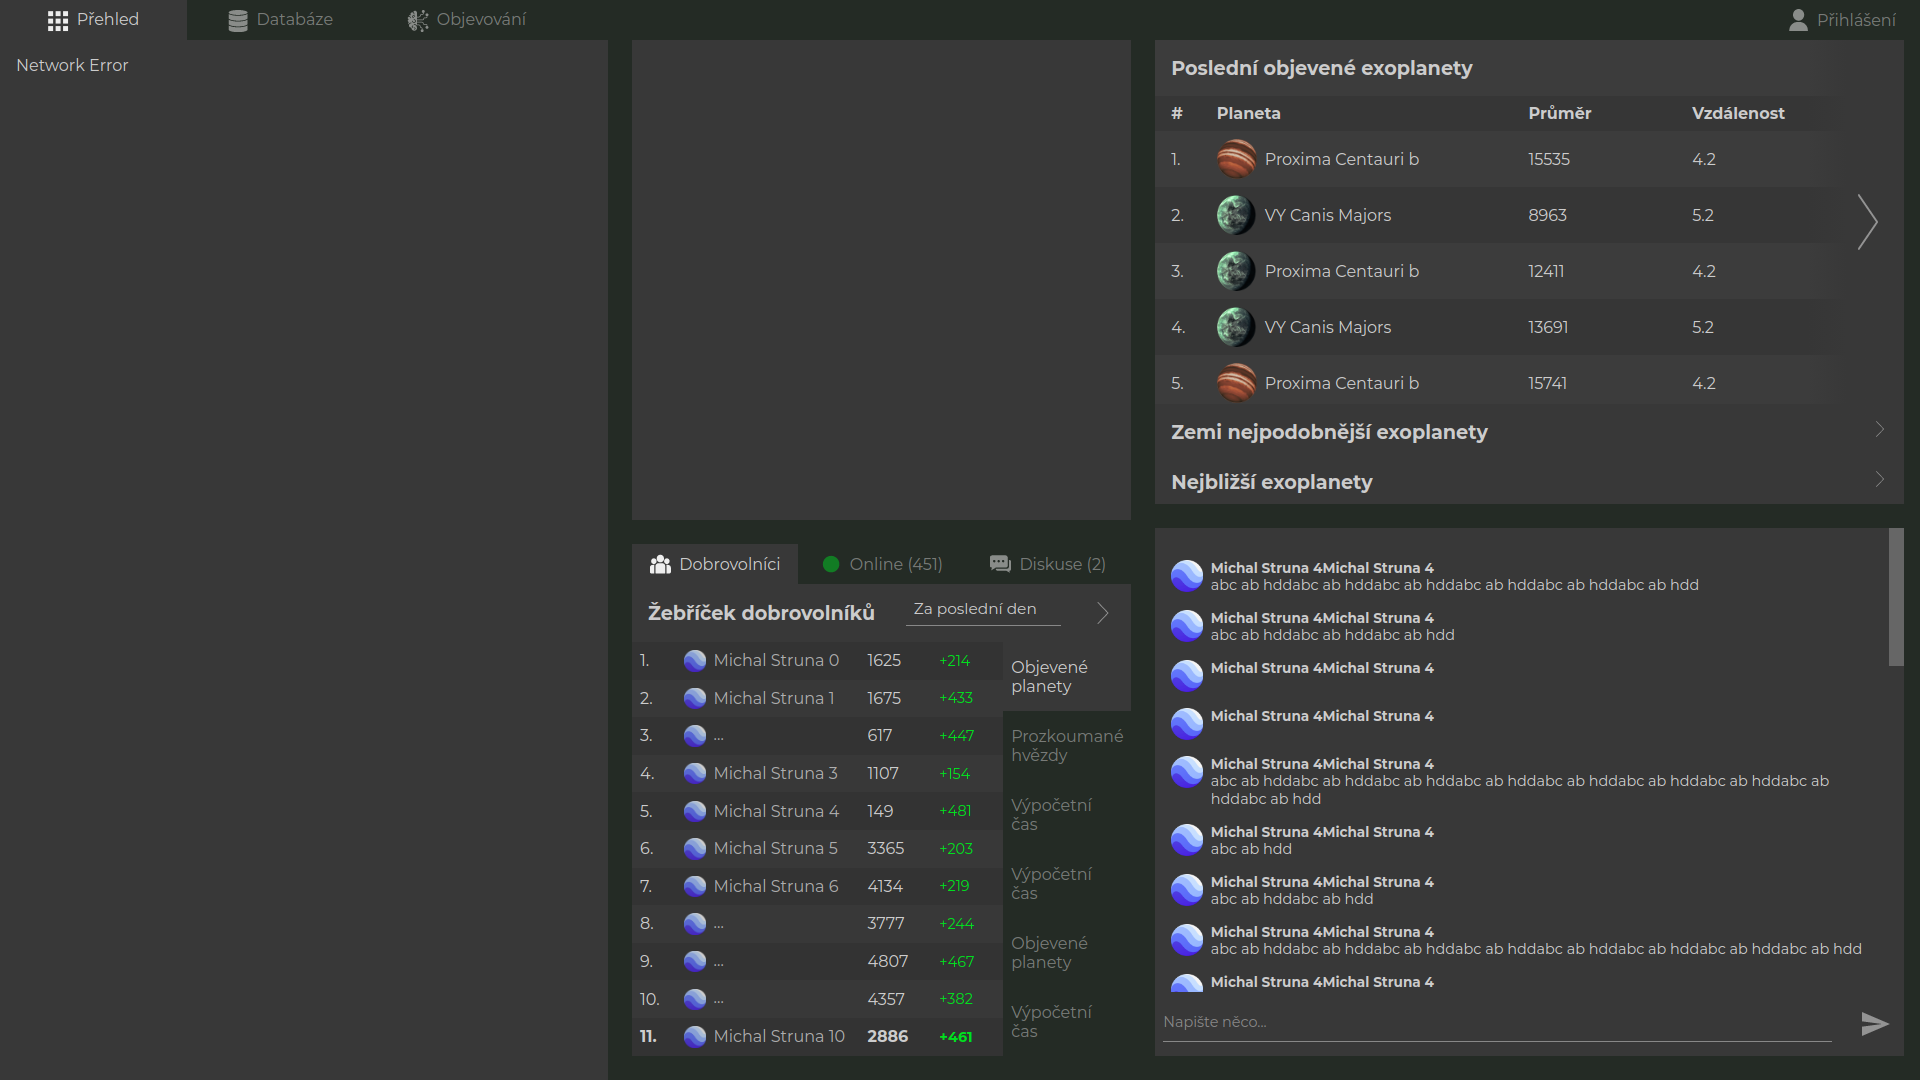 Přehled
Databáze
Objevování
Přihlášení
Network Error
Poslední objevené exoplanety
# Planeta Průměr Vzdálenost
1. Proxima Centauri b 15535 4.2
2. VY Canis Majors 8963 5.2
3. Proxima Centauri b 12411 4.2
4. VY Canis Majors 13691 5.2
5. Proxima Centauri b 15741 4.2
Zemi nejpodobnější exoplanety
Nejbližší exoplanety
Dobrovolníci
Online (451)
Diskuse (2)
Žebříček dobrovolníků
Za poslední den
1. Michal Struna 0 1625 +214
2. Michal Struna 1 1675 +433
3. ... 617 +447
4. Michal Struna 3 1107 +154
5. Michal Struna 4 149 +481
6. Michal Struna 5 3365 +203
7. Michal Struna 6 4134 +219
8. ... 3777 +244
9. ... 4807 +467
10. ... 4357 +382
11. Michal Struna 10 2886 +461
Objevené
planety
Prozkoumané
hvězdy
Výpočetní
čas
Výpočetní
čas
Objevené
planety
Výpočetní
čas
Michal Struna 4Michal Struna 4
abc ab hddabc ab hddabc ab hddabc ab hddabc ab hddabc ab hdd
Michal Struna 4Michal Struna 4
abc ab hddabc ab hddabc ab hdd
Michal Struna 4Michal Struna 4
Michal Struna 4Michal Struna 4
Michal Struna 4Michal Struna 4
abc ab hddabc ab hddabc ab hddabc ab hddabc ab hddabc ab hddabc ab hddabc ab
hddabc ab hdd
Michal Struna 4Michal Struna 4
abc ab hdd
Michal Struna 4Michal Struna 4
abc ab hddabc ab hdd
Michal Struna 4Michal Struna 4
abc ab hddabc ab hddabc ab hddabc ab hddabc ab hddabc ab hddabc ab hddabc ab hdd
Michal Struna 4Michal Struna 4
Napište něco...